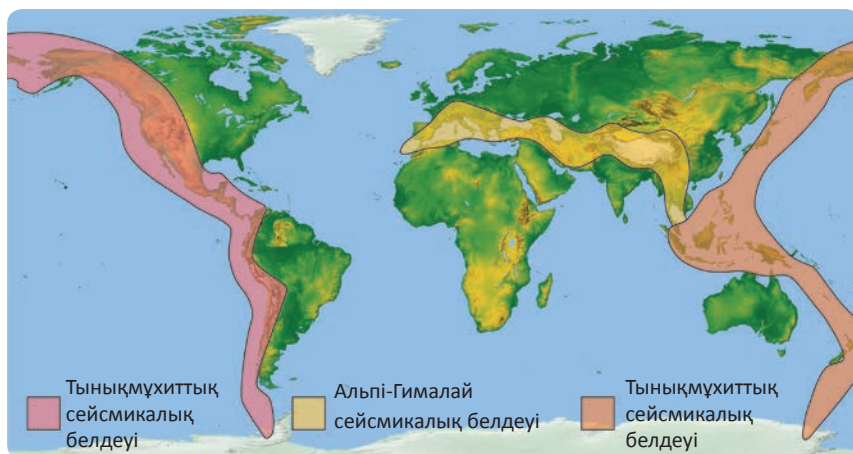 Тынықмұхиттық
сейсмикалық
белдеуі
Альпі-Гималай
сейсмикалық белдеуі
Тынықмұхиттық
сейсмикалық
белдеуі